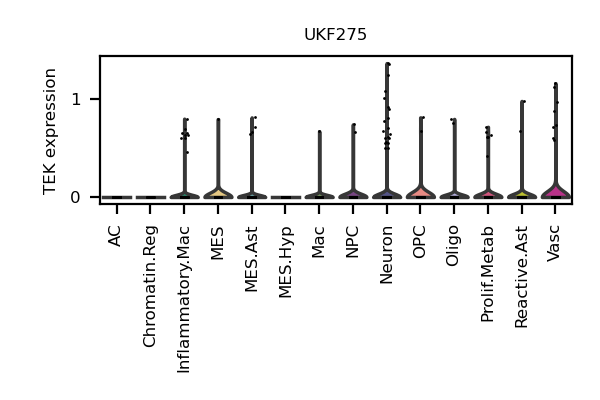 UKF275
TEK expression
1
0
AC
Chromatin.Reg
Inflammatory.Mac
MES
MES.Ast
MES.Hyp
Mac
NPC
Neuron
OPC
Oligo
Prolif.Metab
Reactive.Ast
Vasc